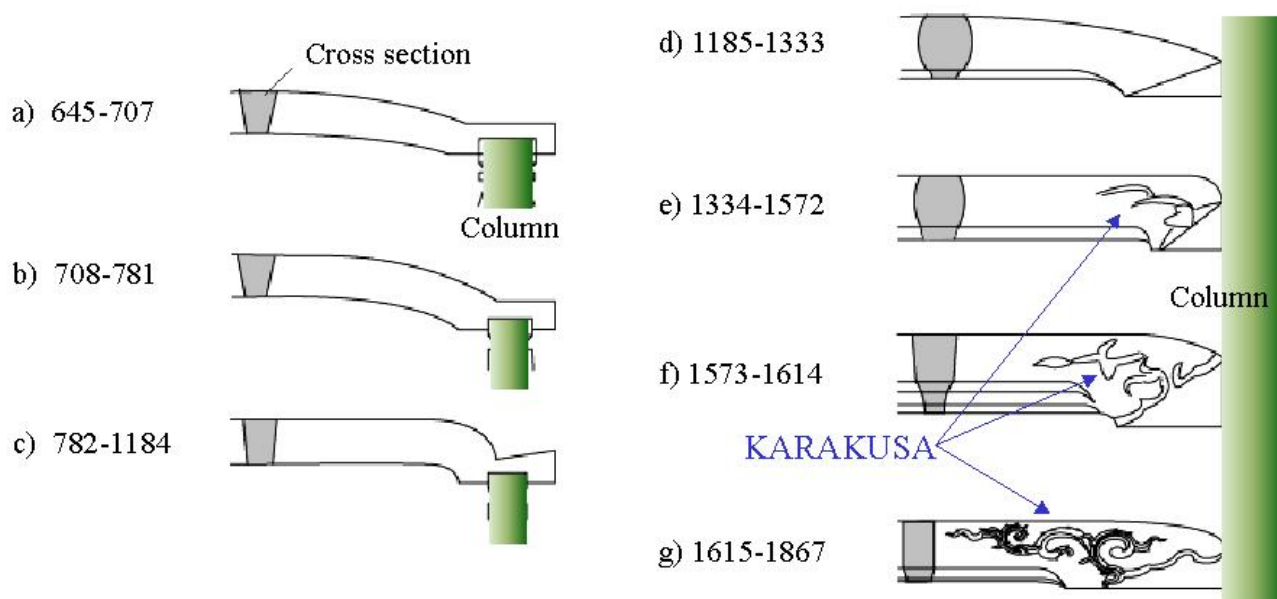 Cross section
a) 645-707
Column
b) 708-781
c) 782-1184
d) 1185-1333
e) 1334-1572
Column
f) 1573-1614
KARAKUSA
g) 1615-1867